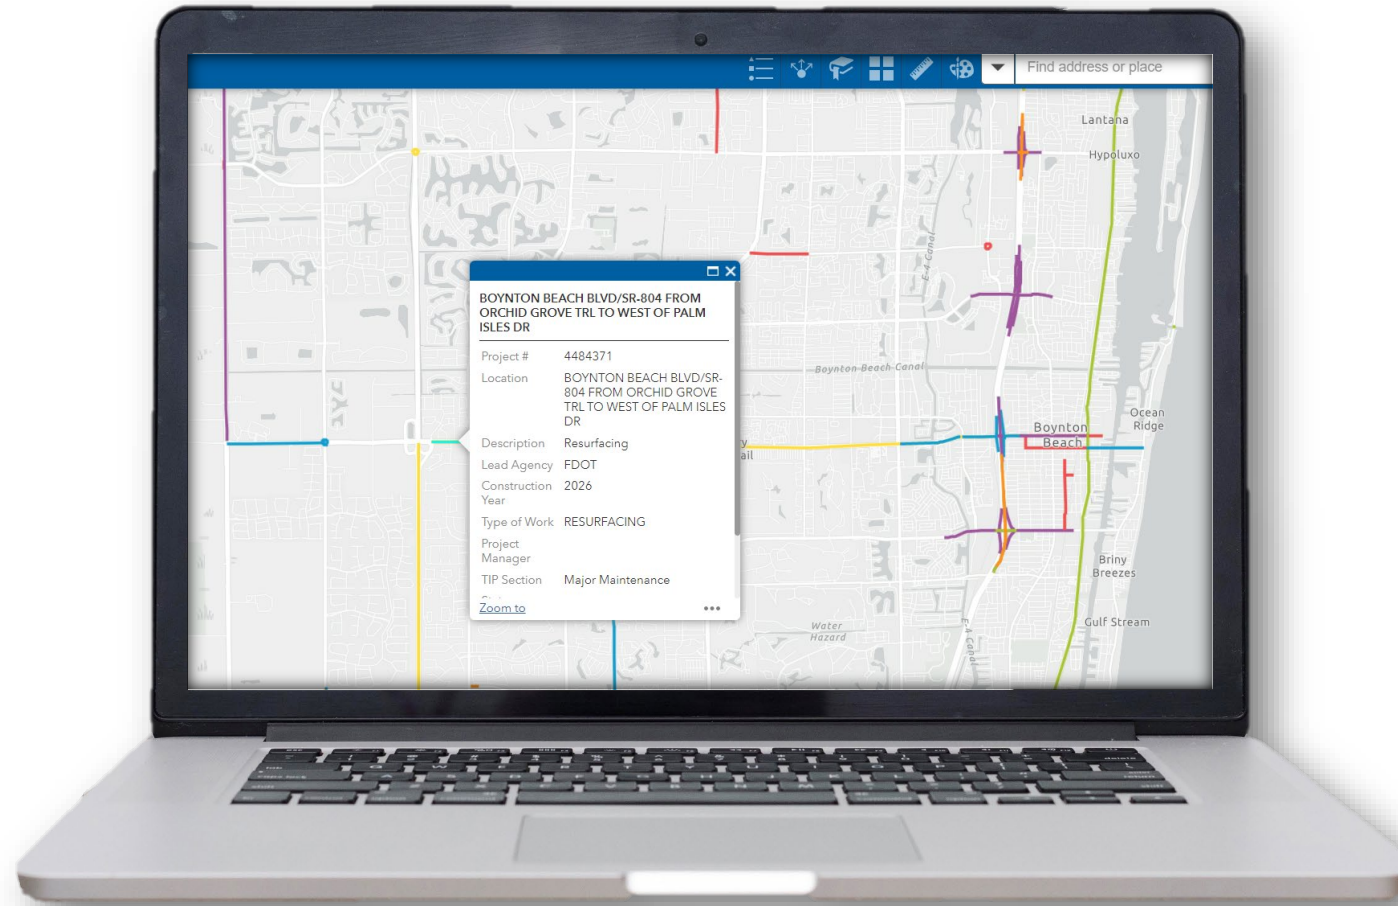 Find address or place
Lantana
Hypoluxo
E-4 Canal
BOYNTON BEACH BLVD/SR-804 FROM
ORCHID GROVE TRL TO WEST OF PALM
ISLES DR
Project # 4484371
Location BOYNTON BEACH BLVD/SR-
804 FROM ORCHID GROVE
TRL TO WEST OF PALM ISLES
DR
Description Resurfacing
Lead Agency FDOT
Construction 2026
Year
Type of Work RESURFACING
Project
Manager
TIP Section Major Maintenance
Zoom to
Boynton Beach Canal
Ocean
Ridge
Boynton
Beach
Briny
Breezes
Gulf Stream
Water
Hazard
E-4 Canal